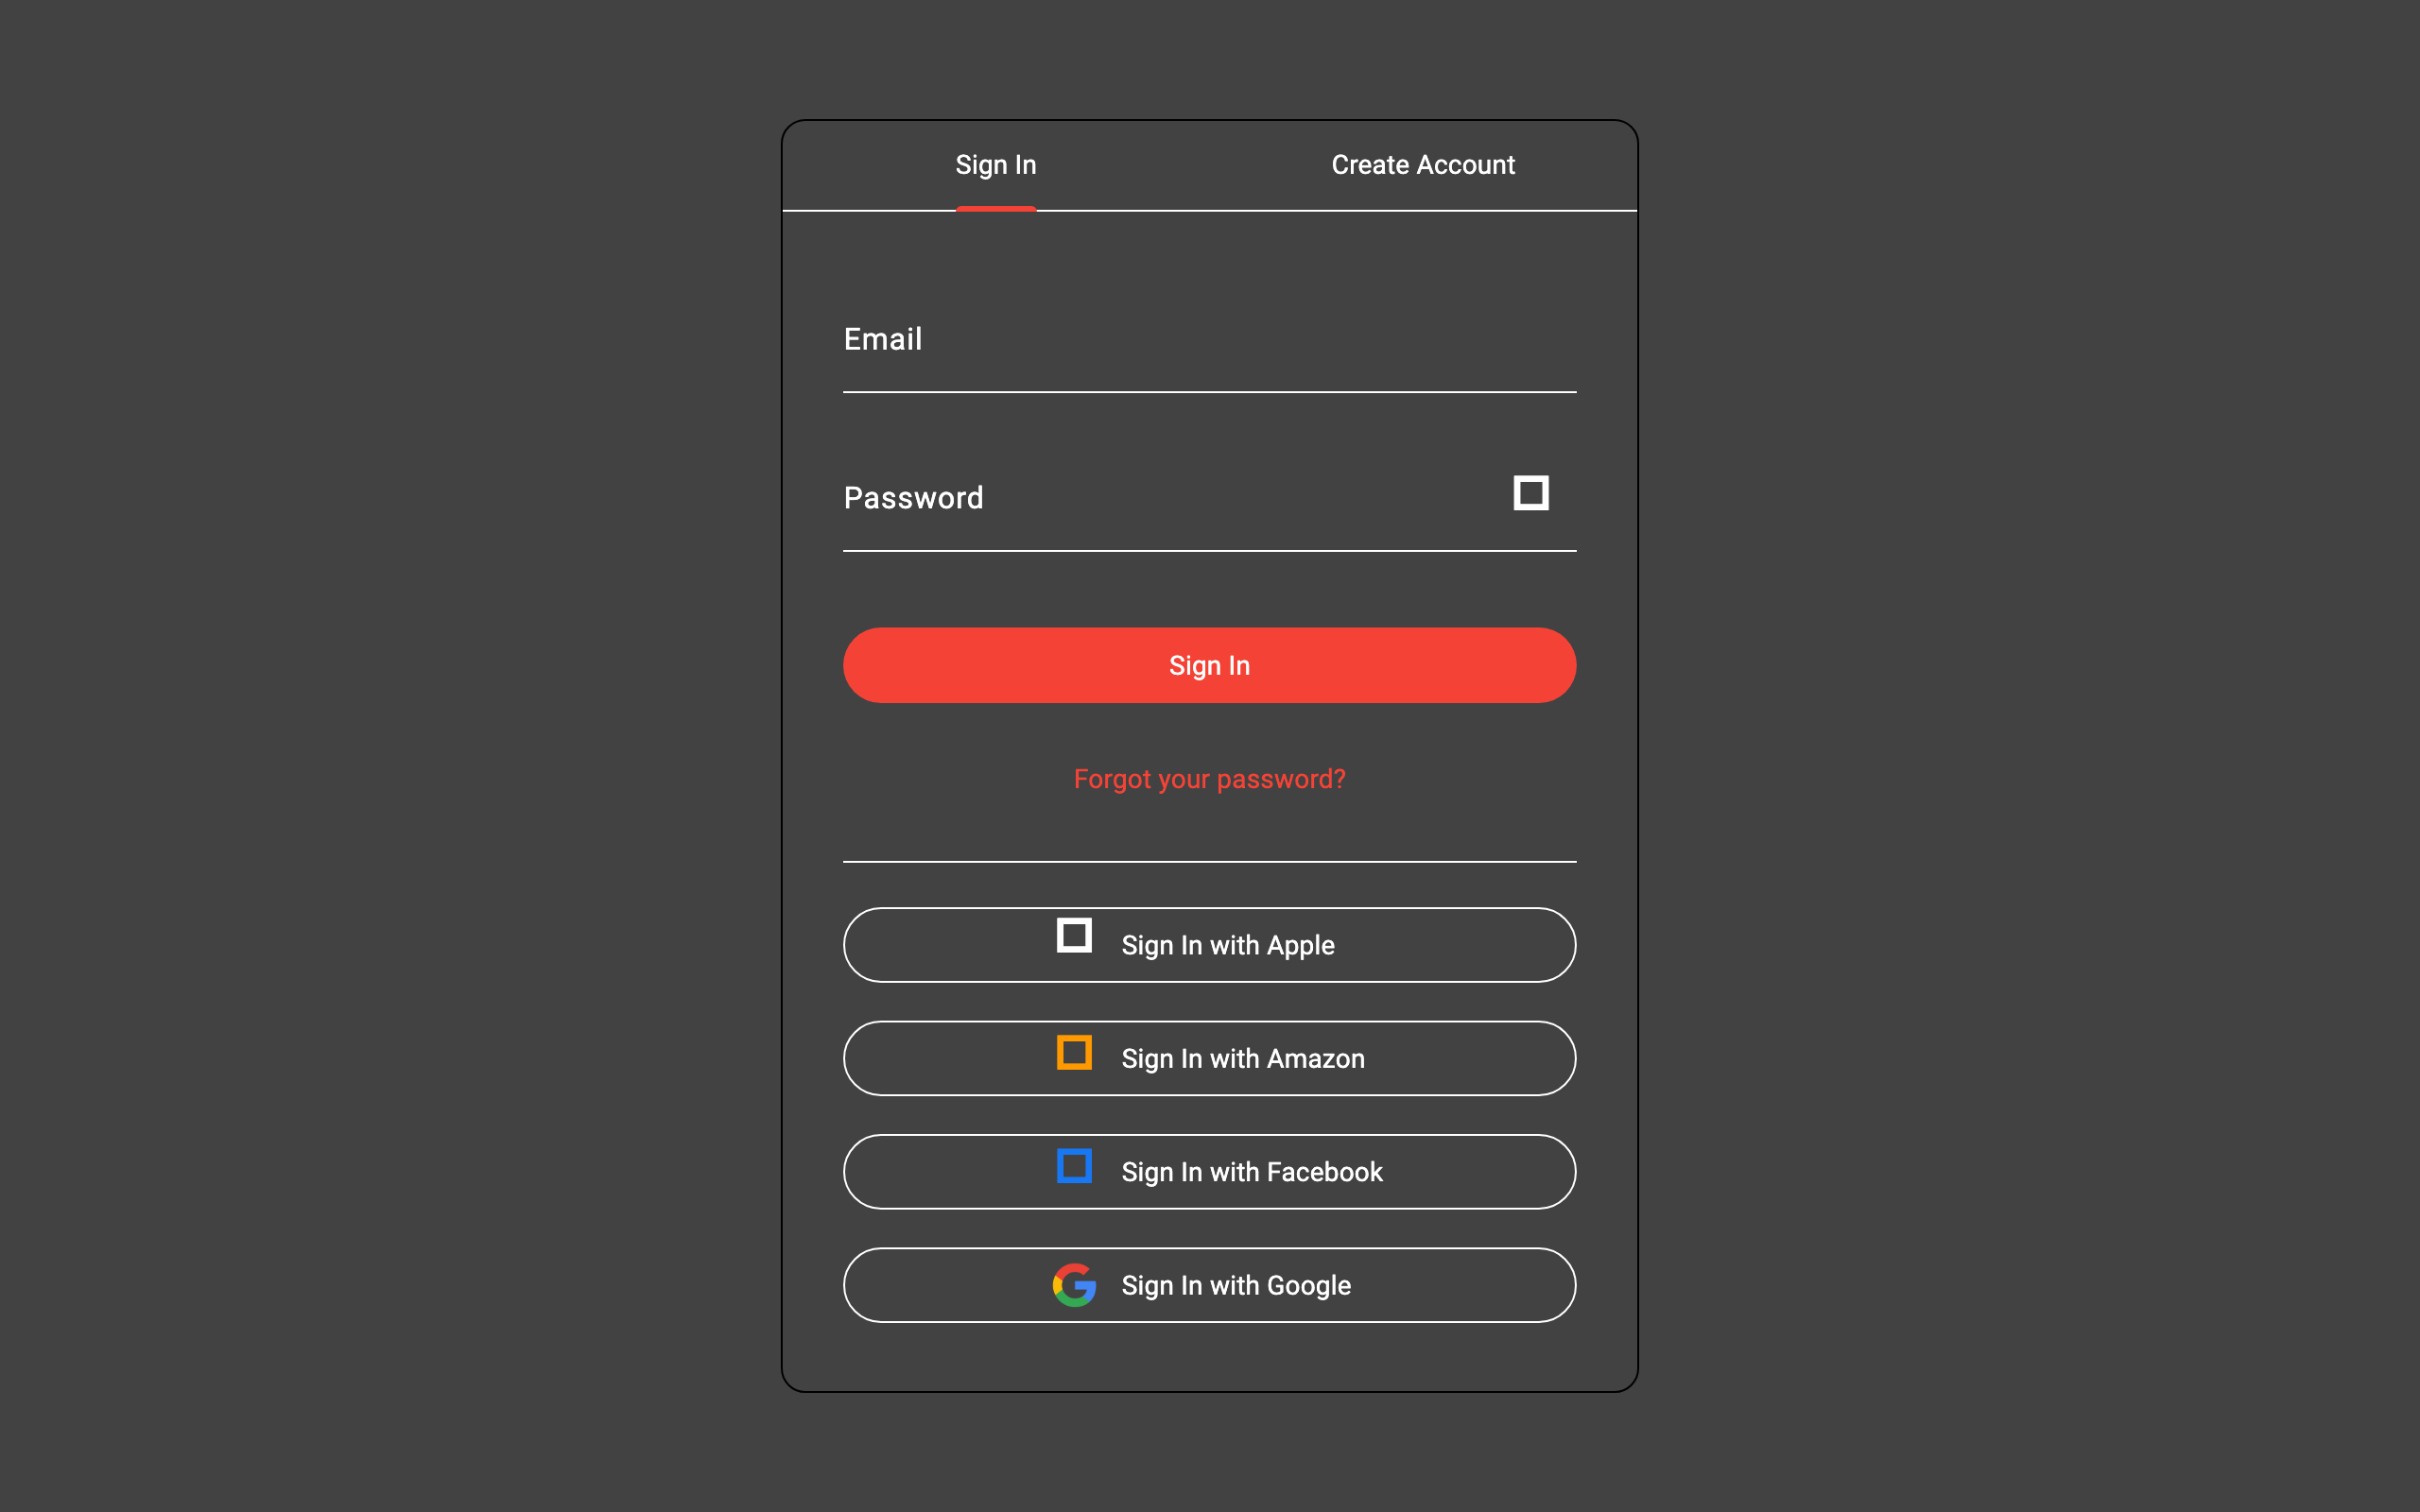 Sign In
Create Account
Email
Password
Sign In
Forgot your password?
Sign In with Apple
Sign In with Amazon
Sign In with Facebook
Sign In with Google